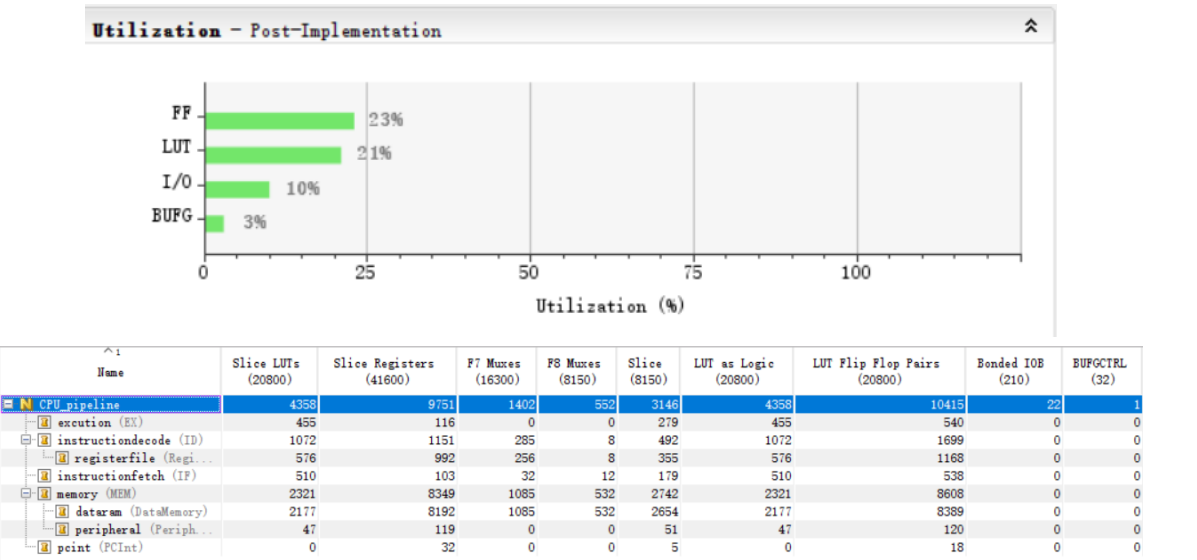 Utilization - Post-Implementation
FF 23%
LUT 21%
I/O 10%
BUFG 3%
0 25 50 75 100
Utilization (%)
Name 1 Slice LUTs (20800) Slice Registers (41600) F7 Muxes (16300) F8 Muxes (8150) Slice (8150) LUT as Logic (20800) LUT Flip Flop Pairs (20800) Bonded IOB (210) BUFGCTRL (32)
N CPU_pipeline 4358 9751 1402 552 3146 4358 10415 22 1
excution (EX) 455 116 0 0 279 455 540 0 0
instructiondecode (ID) 1072 1151 285 8 492 1072 1699 0 0
registerfile (Regi... 576 992 256 8 355 576 1168 0 0
instructionfetch (IF) 510 103 32 12 179 510 538 0 0
memory (MEM) 2321 8349 1085 532 2742 2321 8608 0 0
dataram (DataMemory) 2177 8192 1085 532 2654 2177 8389 0 0
peripheral (Periph... 47 119 0 0 51 47 120 0 0
pcint (PCInt) 0 32 0 0 5 0 18 0 0